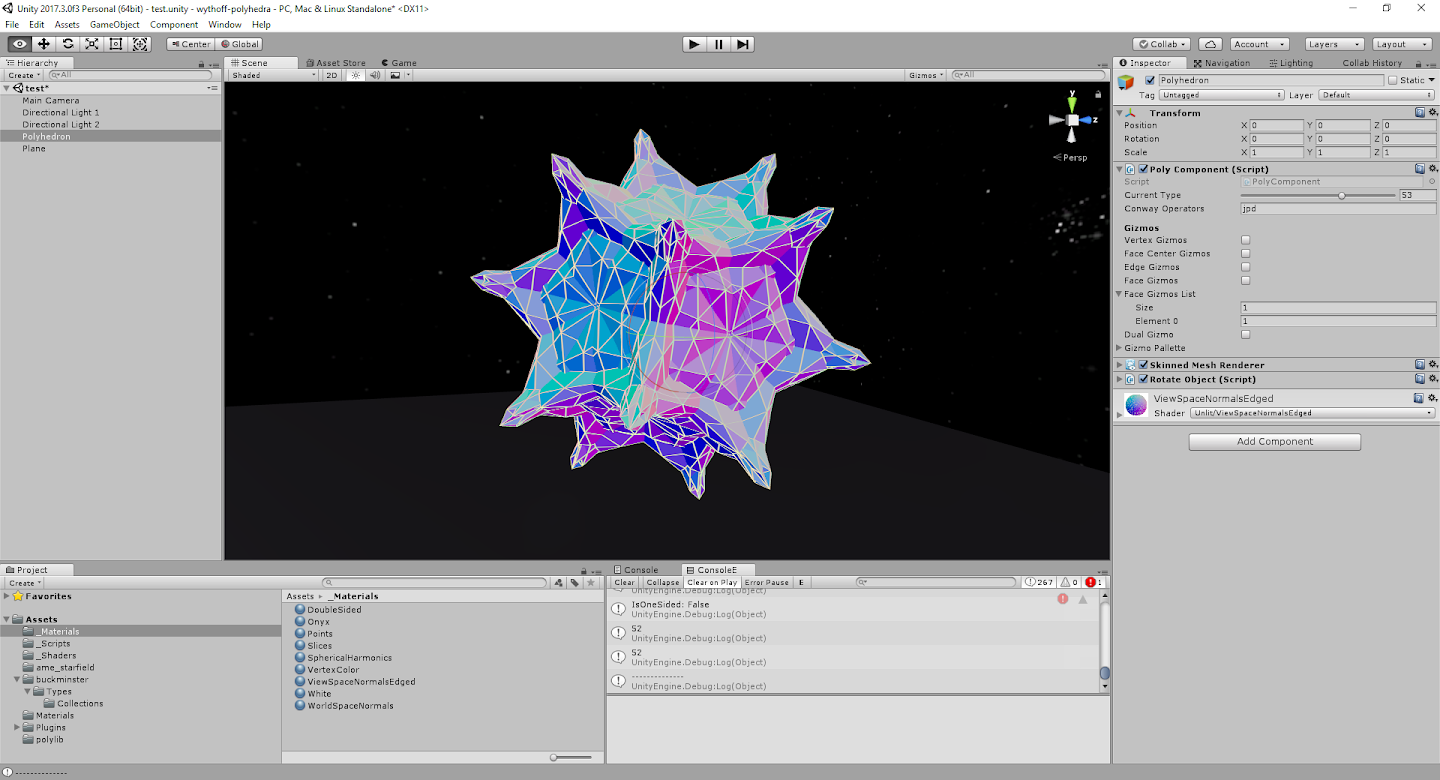 Unity 2017.3.0f3 Personal (64bit) - test.unity - wythoff-polyhedra - PC, Mac & Linux Standalone* <DX11>
File Edit Assets GameObject Component Window Help
Center Global Collab Account Layers Layout
Hierarchy
Create All
test*
Main Camera
Directional Light 1
Directional Light 2
Polyhedron
Plane
Scene Asset Store Game
Shaded 2D Gizmos All
y
z
Persp
Inspector Navigation Lighting Collab History
Polyhedron Static
Tag Untagged Layer Default
Transform
Position X 0 Y 0 Z 0
Rotation X 0 Y 0 Z 0
Scale X 1 Y 1 Z 1
Poly Component (Script)
Script PolyComponent
Current Type 53
Conway Operators jpd
Gizmos
Vertex Gizmos
Face Center Gizmos
Edge Gizmos
Face Gizmos
Face Gizmos List
Size 1
Element 0 1
Dual Gizmo
Gizmo Pallette
Skinned Mesh Renderer
Rotate Object (Script)
ViewSpaceNormalsEdged
Shader Unlit/ViewSpaceNormalsEdged
Add Component
Project
Create
Favorites
Assets
_Materials
_Scripts
_Shaders
ame_starfield
buckminster
Types
Collections
Materials
Plugins
polylib
Assets _Materials
DoubleSided
Onyx
Points
Slices
SphericalHarmonics
VertexColor
ViewSpaceNormalsEdged
White
WorldSpaceNormals
Console ConsoleE
Clear Collapse Clear on Play Error Pause E 267 0 1
UnityEngine.Debug:Log(Object)
IsOneSided: False
UnityEngine.Debug:Log(Object)
S2
UnityEngine.Debug:Log(Object)
S2
UnityEngine.Debug:Log(Object)
--------------
UnityEngine.Debug:Log(Object)
--------------